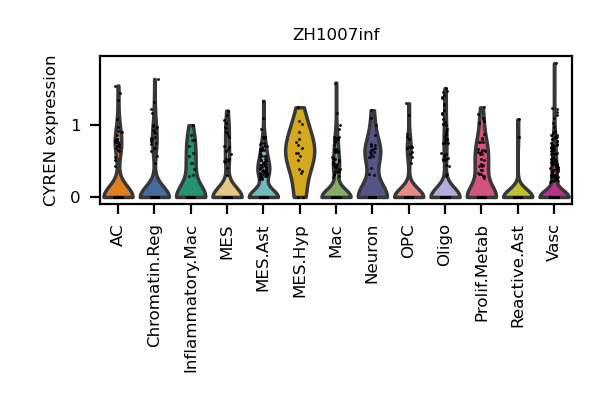 ZH1007inf
CYREN expression
1
0
AC
Chromatin.Reg
Inflammatory.Mac
MES
MES.Ast
MES.Hyp
Mac
Neuron
OPC
Oligo
Prolif.Metab
Reactive.Ast
Vasc